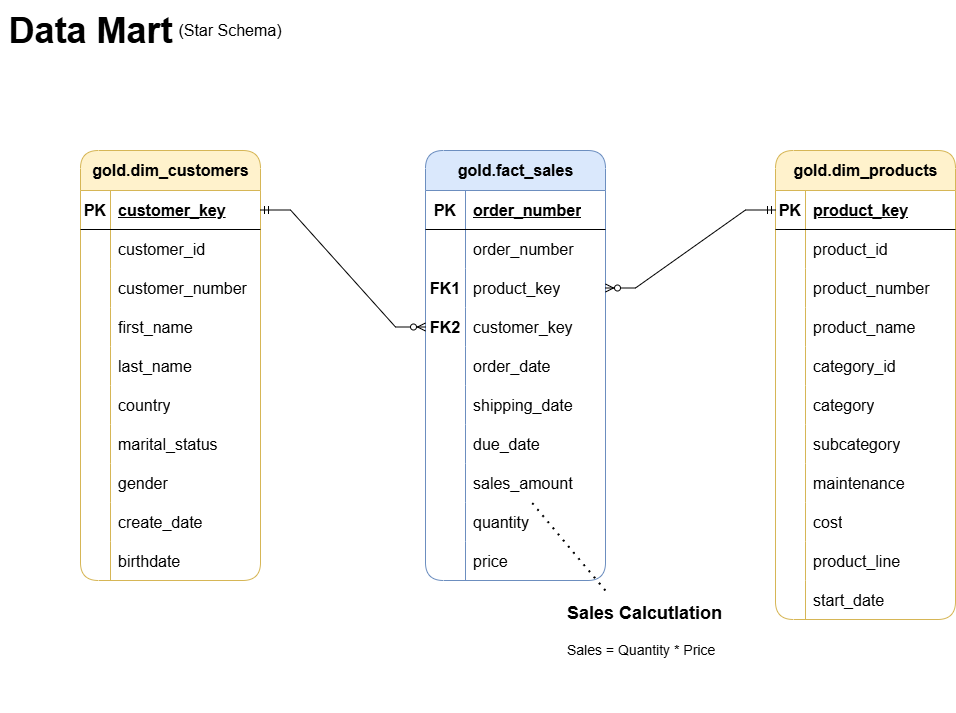 Data Mart (Star Schema)
gold.dim_customers
PK customer_key
customer_id
customer_number
first_name
last_name
country
marital_status
gender
create_date
birthdate
gold.fact_sales
PK order_number
order_number
FK1 product_key
FK2 customer_key
order_date
shipping_date
due_date
sales_amount
quantity
price
Sales Calcutlation
Sales = Quantity * Price
gold.dim_products
PK product_key
product_id
product_number
product_name
category_id
category
subcategory
maintenance
cost
product_line
start_date